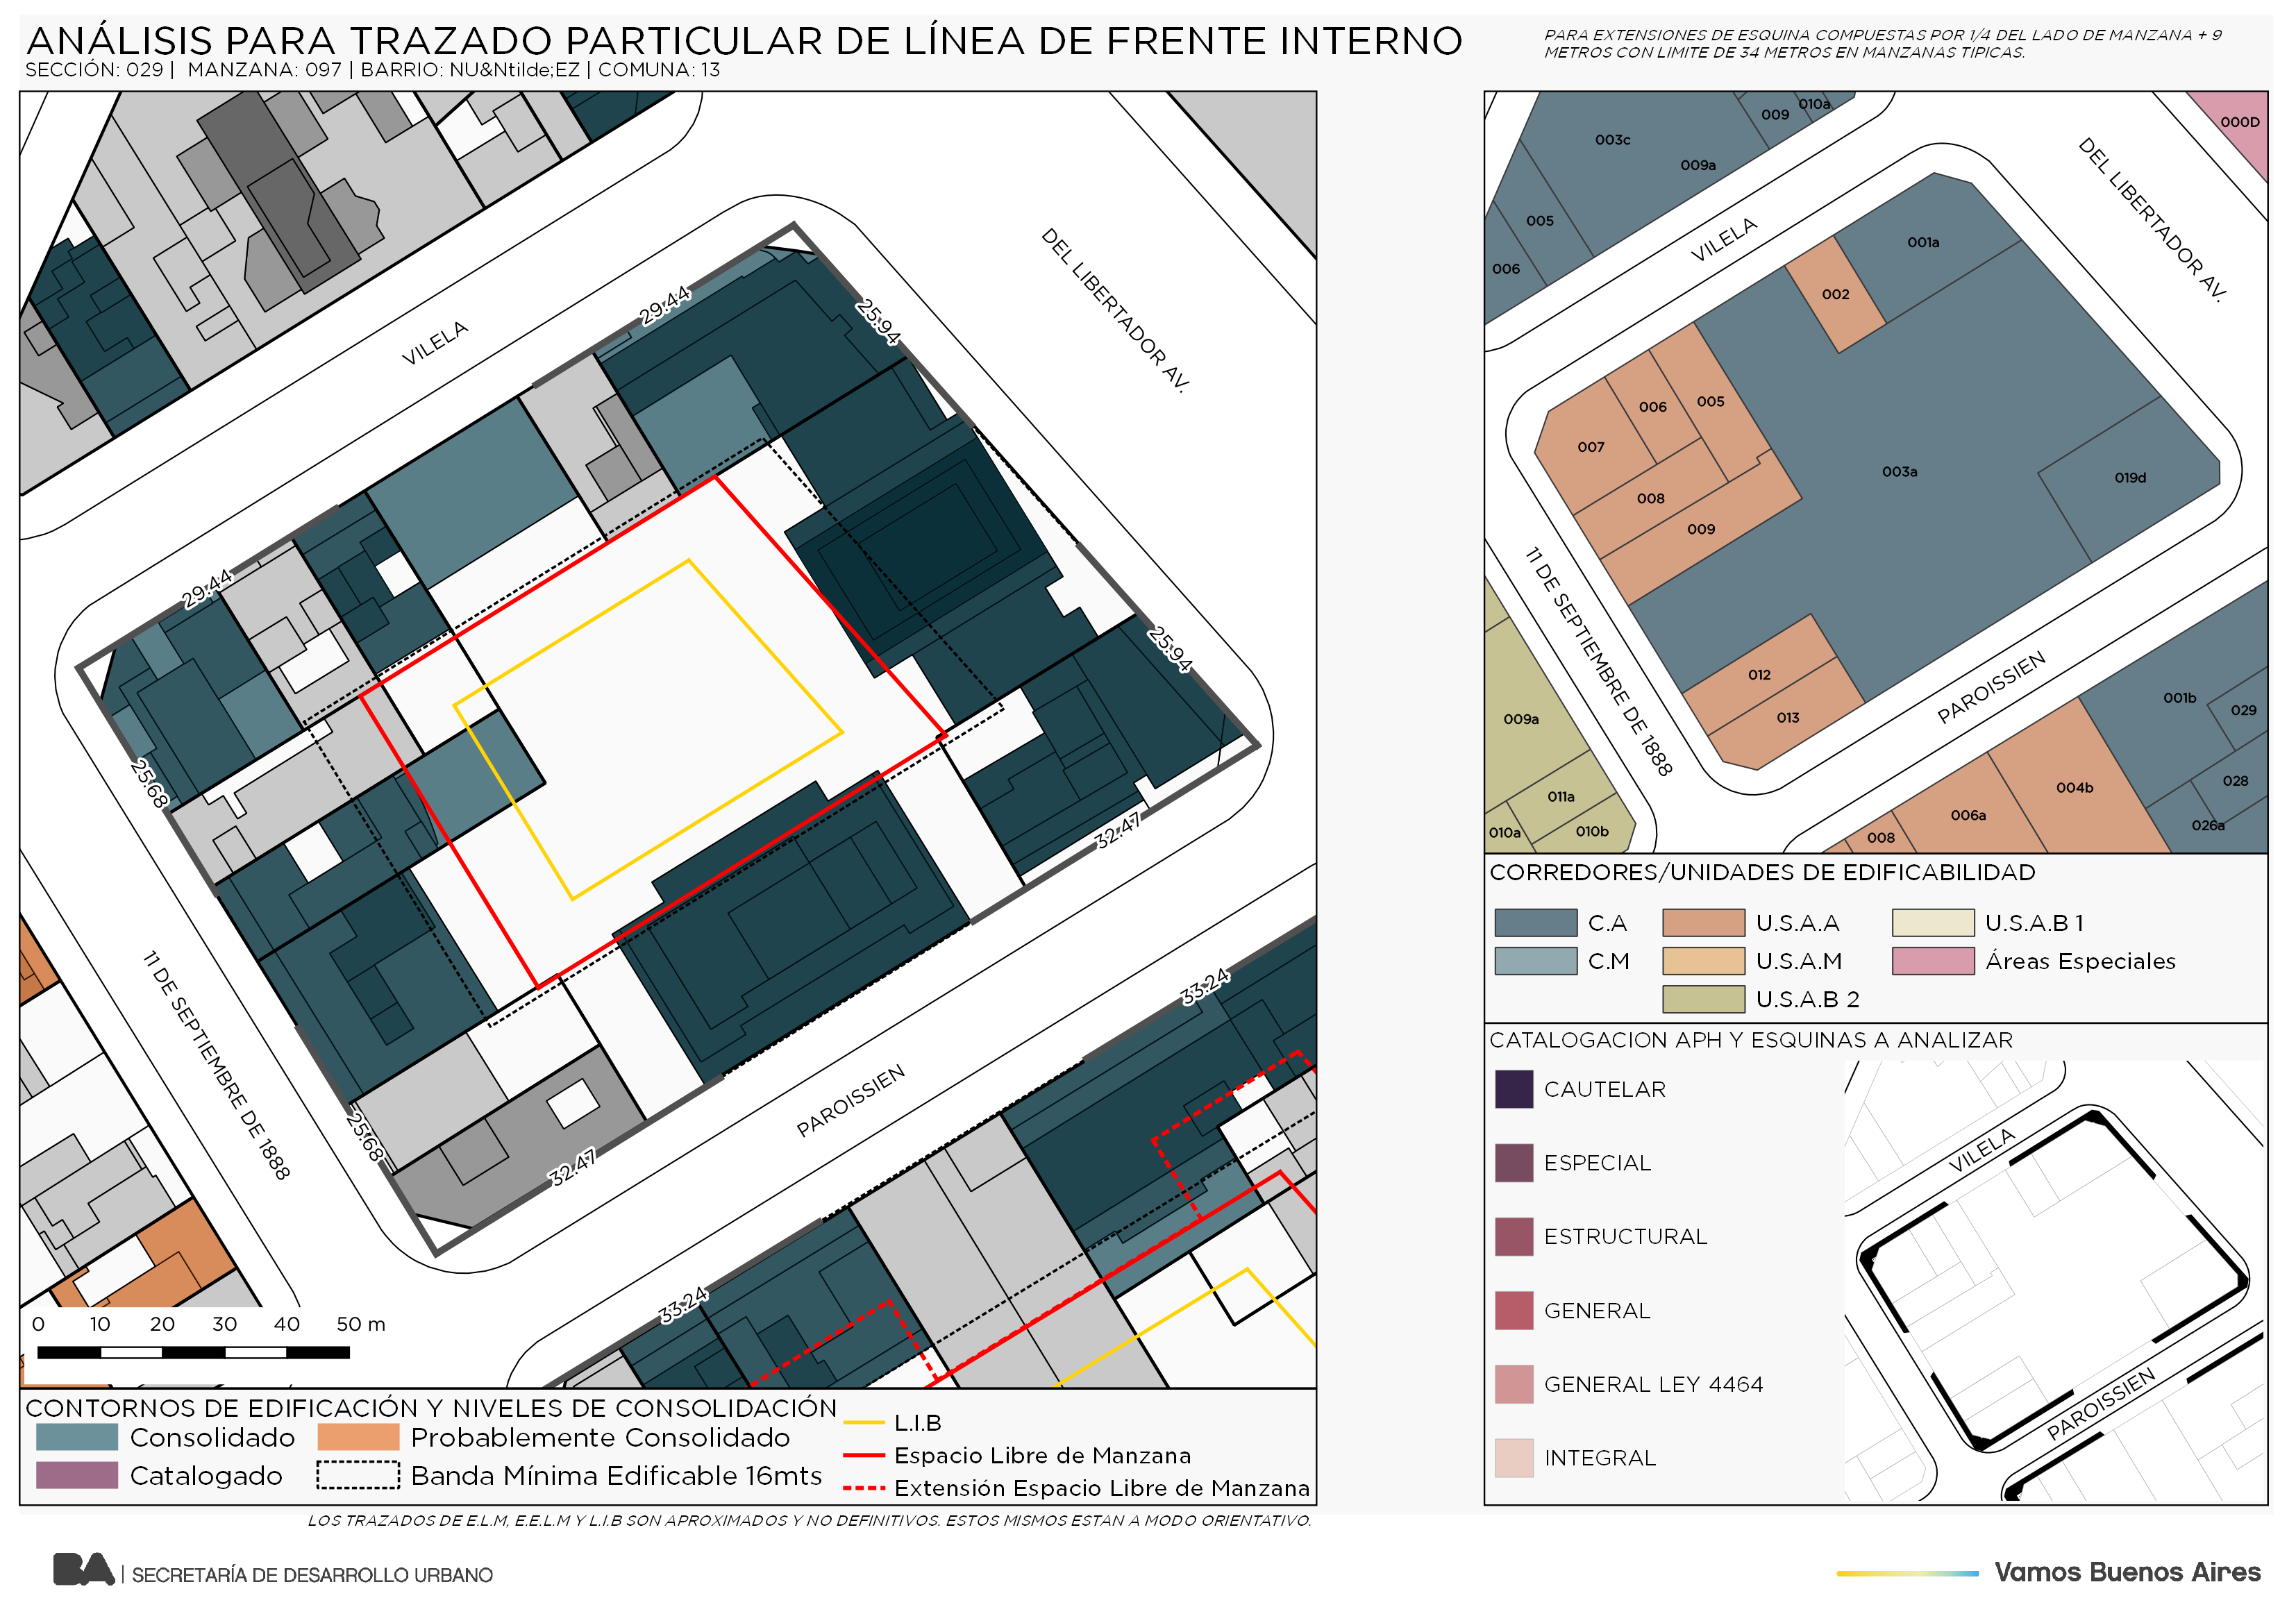 ANÁLISIS PARA TRAZADO PARTICULAR DE LÍNEA DE FRENTE INTERNO
SECCIÓN: 029 | MANZANA: 097 | BARRIO: NU&Ntilde;EZ | COMUNA: 13
PARA EXTENSIONES DE ESQUINA COMPUESTAS POR 1/4 DEL LADO DE MANZANA + 9
METROS CON LIMITE DE 34 METROS EN MANZANAS TIPICAS.
VILELA
DEL LIBERTADOR AV.
29.44
25.94
29.44
25.94
25.68
32.47
25.68
32.47
11 DE SEPTIEMBRE DE 1888
PAROISSIEN
33.24
33.24
0 10 20 30 40 50 m
CONTORNOS DE EDIFICACIÓN Y NIVELES DE CONSOLIDACIÓN
Consolidado
Probablemente Consolidado
Catalogado
Banda Mínima Edificable 16mts
L.I.B
Espacio Libre de Manzana
Extensión Espacio Libre de Manzana
LOS TRAZADOS DE E.L.M, E.E.L.M Y L.I.B SON APROXIMADOS Y NO DEFINITIVOS. ESTOS MISMOS ESTAN A MODO ORIENTATIVO.
003c
009
010a
000D
009a
005
006
VILELA
DEL LIBERTADOR AV.
001a
002
005
006
007
008
009
003a
019d
012
013
11 DE SEPTIEMBRE DE 1888
PAROISSIEN
009a
011a
010a
010b
001b
029
028
026a
004b
006a
008
CORREDORES/UNIDADES DE EDIFICABILIDAD
C.A
U.S.A.A
U.S.A.B 1
C.M
U.S.A.M
Áreas Especiales
U.S.A.B 2
CATALOGACION APH Y ESQUINAS A ANALIZAR
CAUTELAR
ESPECIAL
ESTRUCTURAL
GENERAL
GENERAL LEY 4464
INTEGRAL
VILELA
PAROISSIEN
BA | SECRETARÍA DE DESARROLLO URBANO
Vamos Buenos Aires